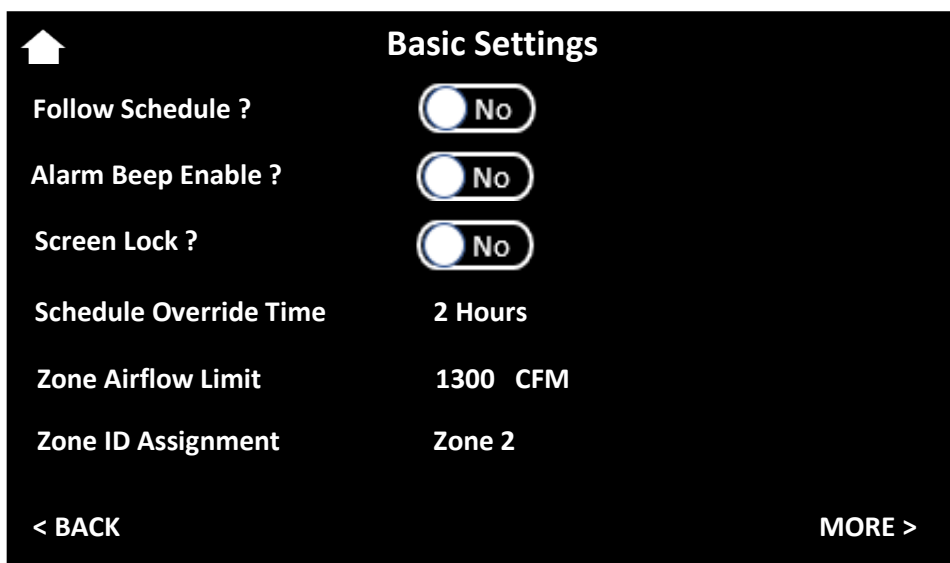 Basic Settings
Follow Schedule ? No
Alarm Beep Enable ? No
Screen Lock ? No
Schedule Override Time 2 Hours
Zone Airflow Limit 1300 CFM
Zone ID Assignment Zone 2
< BACK MORE >